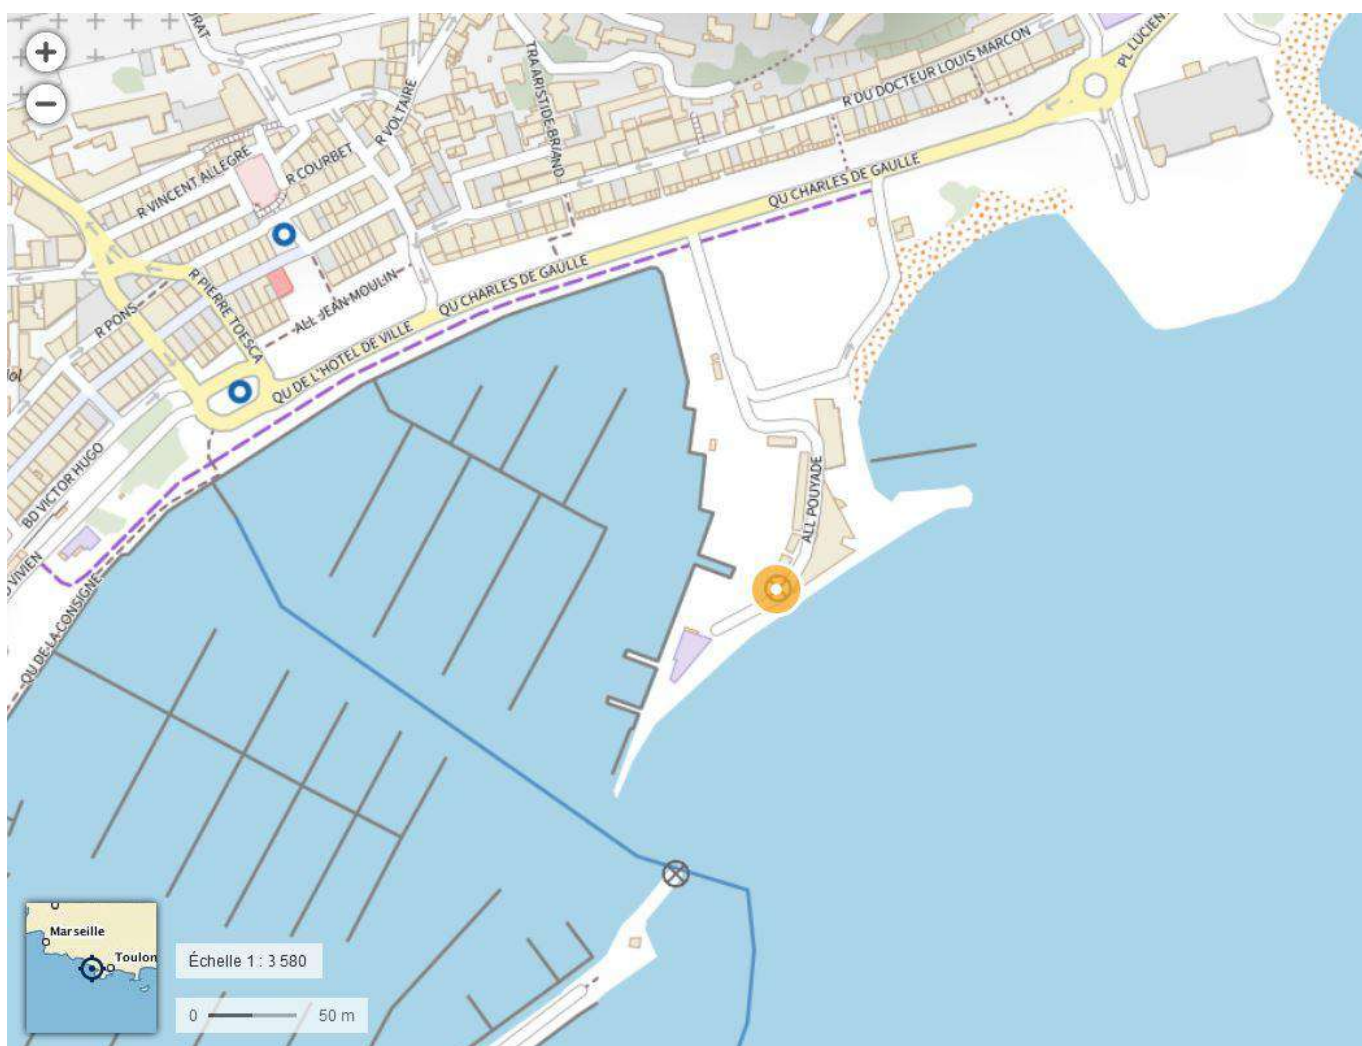 R VOLTAIRE
TRA ARISTIDE BRIAND
R DU DOCTEUR LOUIS MARCON
PL LUCIEN
R VINCENT ALLEGRE
R COURBET
QU CHARLES DE GAULLE
R PONS
R PIERRE TOESCA
ALL JEAN MOULIN
QU CHARLES DE GAULLE
QU DE L'HOTEL DE VILLE
BD VICTOR HUGO
ALL POUYADE
VIVIEN
QU DE LA CONSIGNE
Marseille
Toulon
Échelle 1 : 3 580
0 50 m